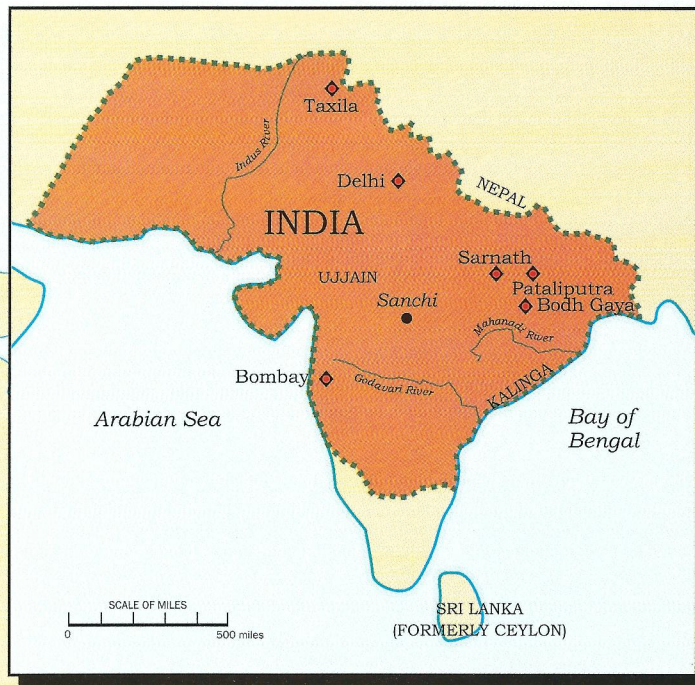 Taxila
Indus River
Delhi
NEPAL
INDIA
Sarnath
UJJAIN
Pataliputra
Sanchi
Bodh Gaya
Mahanadi River
Bombay
Godavari River
KALINGA
Arabian Sea
Bay of
Bengal
SCALE OF MILES
0
500 miles
SRI LANKA
(FORMERLY CEYLON)